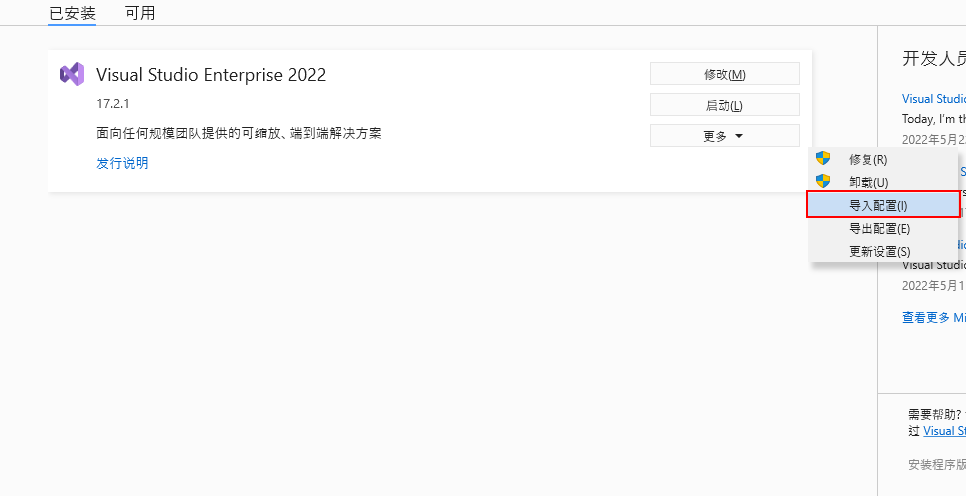 已安装 可用
Visual Studio Enterprise 2022
17.2.1
面向任何规模团队提供的可缩放、端到端解决方案
发行说明
修改(M)
启动(L)
更多
修复(R)
卸载(U)
导入配置(I)
导出配置(E)
更新设置(S)
开发人员
Visual Studio
Today, I'm th
2022年5月2
Visual Studio
2022年5月1
查看更多 Mi
需要帮助?
过 Visual St
安装程序版